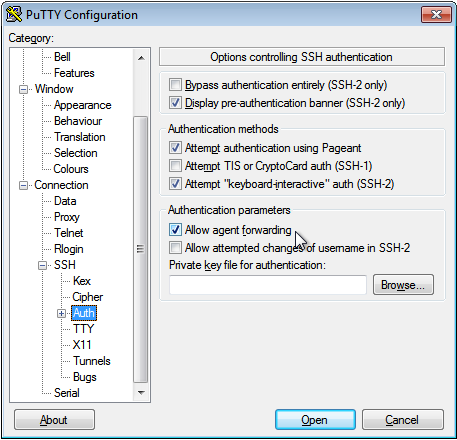 PuTTY Configuration
Category:
Bell
Features
Window
Appearance
Behaviour
Translation
Selection
Colours
Connection
Data
Proxy
Telnet
Rlogin
SSH
Kex
Cipher
Auth
TTY
X11
Tunnels
Bugs
Serial
Options controlling SSH authentication
Bypass authentication entirely (SSH-2 only)
Display pre-authentication banner (SSH-2 only)
Authentication methods
Attempt authentication using Pageant
Attempt TIS or CryptoCard auth (SSH-1)
Attempt "keyboard-interactive" auth (SSH-2)
Authentication parameters
Allow agent forwarding
Allow attempted changes of username in SSH-2
Private key file for authentication:
Browse...
About
Open
Cancel